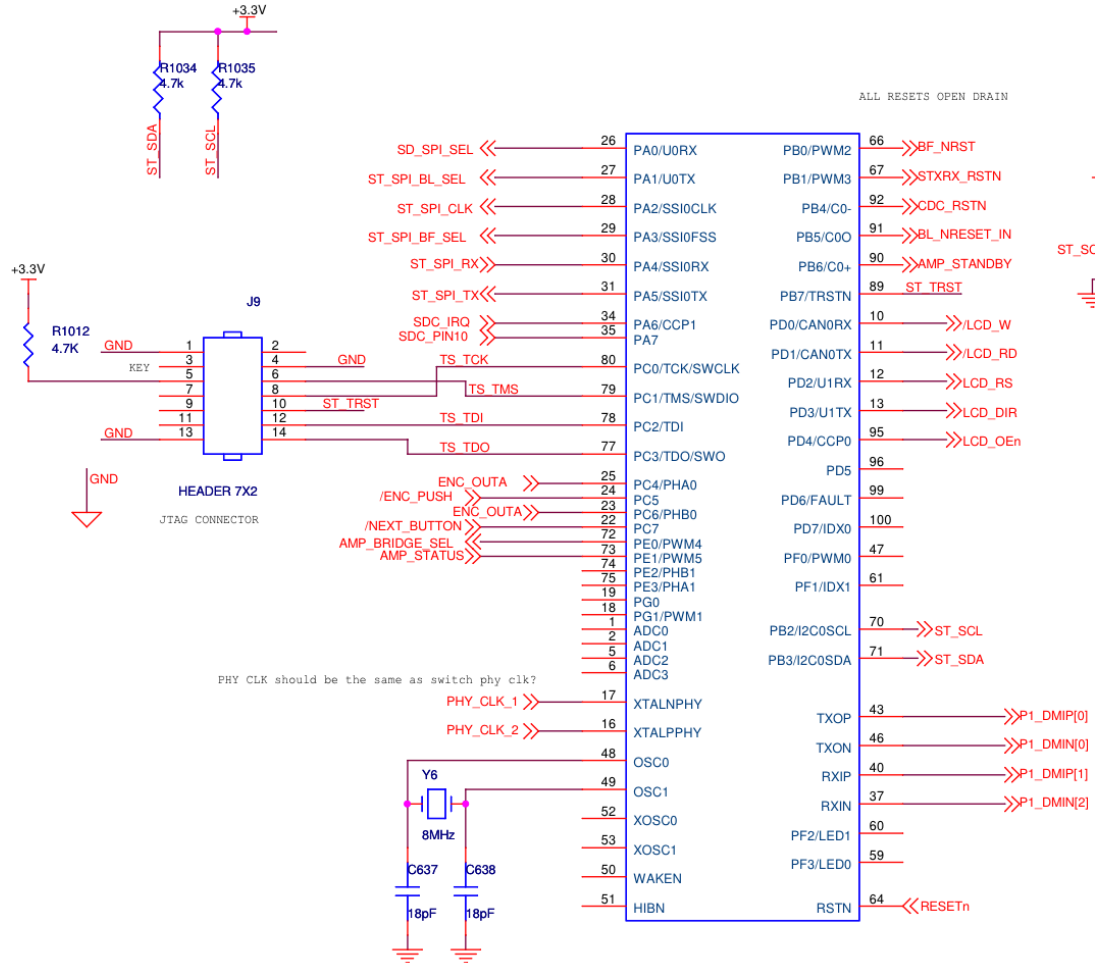 +3.3V
R1034
4.7k
R1035
4.7k
ST_SDA
ST_SCL
ALL RESETS OPEN DRAIN
SD_SPI_SEL 26 PA0/U0RX
ST_SPI_BL_SEL 27 PA1/U0TX
ST_SPI_CLK 28 PA2/SSI0CLK
ST_SPI_BF_SEL 29 PA3/SSI0FSS
ST_SPI_RX 30 PA4/SSI0RX
ST_SPI_TX 31 PA5/SSI0TX
SDC_IRQ 34 PA6/CCP1
SDC_PIN10 35 PA7
TS_TCK 80 PC0/TCK/SWCLK
TS_TMS 79 PC1/TMS/SWDIO
TS_TDI 78 PC2/TDI
TS_TDO 77 PC3/TDO/SWO
ENC_OUTA 25 PC4/PHA0
/ENC_PUSH 24 PC5
ENC_OUTA 23 PC6/PHB0
/NEXT_BUTTON 22 PC7
AMP_BRIDGE_SEL 72 PE0/PWM4
AMP_STATUS 73 PE1/PWM5
74 PE2/PHB1
75 PE3/PHA1
19 PG0
18 PG1/PWM1
1 ADC0
2 ADC1
5 ADC2
6 ADC3
PHY CLK should be the same as switch phy clk?
PHY_CLK_1 17 XTALNPHY
PHY_CLK_2 16 XTALPPHY
48 OSC0
49 OSC1
52 XOSC0
53 XOSC1
50 WAKEN
51 HIBN
PB0/PWM2 66 BF_NRST
PB1/PWM3 67 STXRX_RSTN
PB4/C0- 92 CDC_RSTN
PB5/C0O 91 BL_NRESET_IN
PB6/C0+ 90 AMP_STANDBY
PB7/TRSTN 89 ST_TRST
PD0/CAN0RX 10 /LCD_W
PD1/CAN0TX 11 /LCD_RD
PD2/U1RX 12 LCD_RS
PD3/U1TX 13 LCD_DIR
PD4/CCP0 95 LCD_OEn
PD5 96
PD6/FAULT 99
PD7/IDX0 100
PF0/PWM0 47
PF1/IDX1 61
PB2/I2C0SCL 70 ST_SCL
PB3/I2C0SDA 71 ST_SDA
TXOP 43 P1_DMIP[0]
TXON 46 P1_DMIN[0]
RXIP 40 P1_DMIP[1]
RXIN 37 P1_DMIN[2]
PF2/LED1 60
PF3/LED0 59
RSTN 64 RESETn
+3.3V
R1012
4.7K
J9
GND 1 2
KEY 3 4 GND
5 6
7 8
9 10 ST_TRST
11 12
GND 13 14
HEADER 7X2
JTAG CONNECTOR
GND
Y6
8MHz
C637
18pF
C638
18pF